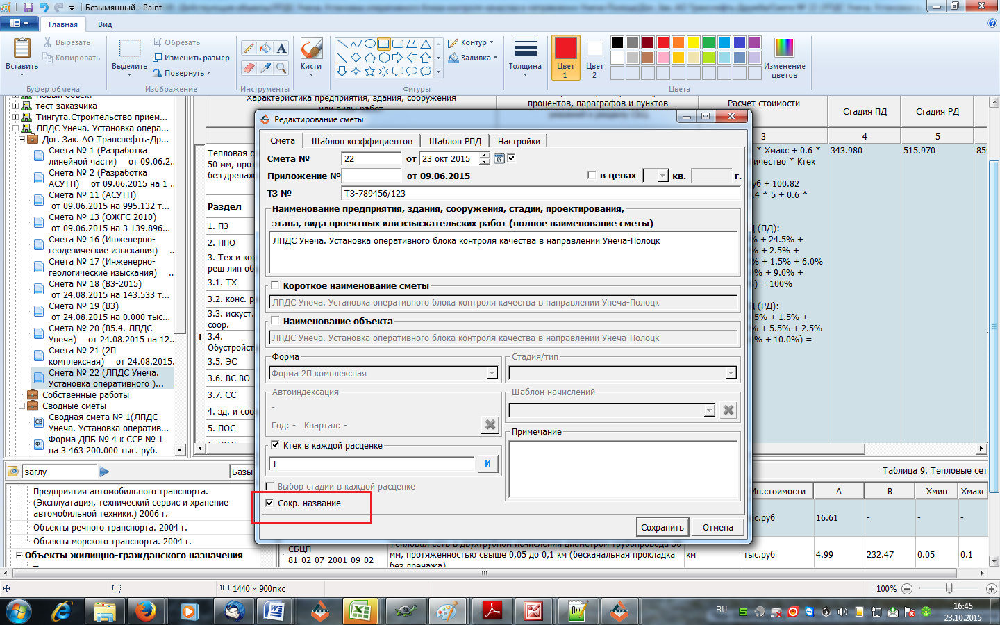 Безымянный - Paint
Главная
Вид
Вставить
Вырезать
Копировать
Буфер обмена
Выделить
Обрезать
Изменить размер
Повернуть
Изображение
Инструменты
Кисти
Фигуры
Контур
Заливка
Толщина
Цвет 1
Цвет 2
Изменение цветов
Цвета
тест заказчика
Тингута.Строительство прием...
ЛПДС Унеча. Установка опера...
Дог. Зак. АО Транснефть-Др...
Смета № 1 (Разработка
линейной части) от 09.06.2...
Смета № 2 (Разработка
АСУТП) от 09.06.2015 на 1 ...
Смета № 11 (АСУТП)
от 09.06.2015 на 995.132 т...
Смета № 13 (ОЖГС 2010)
от 09.06.2015 на 3 139.896...
Смета № 16 (Инженерно-
геодезические изыскания) ...
Смета № 17 (Инженерно-
геологические изыскания) ...
Смета № 18 (ВЗ-2015)
от 24.08.2015 на 143.533 т...
Смета № 19 (ВЗ)
от 24.08.2015 на 0.000 тыс...
Смета № 20 (В5.4. ЛПДС
Унеча) от 24.08.2015 на 12...
Смета № 21 (2П
комплексная) от 24.08.2015.
Смета № 22 (ЛПДС Унеча.
Установка оперативного )...
Собственные работы
Сводные сметы
Сводная смета № 1(ЛПДС
Унеча. Установка оператив...
Форма ДПБ № 4 к ССР № 1
на 3 463 200.000 тыс. руб.
Характеристика предприятия, здания, сооружения
процентов, параграфов и пунктов
Расчет стоимости
Стадия ПД
Стадия РД
3
4
5
Тепловая с
50 мм, прот
без дренаж
Раздел
1. ПЗ
2. ППО
3. Тех и кон
реш лин об
3.1. ТХ
3.2. конс. р
3.3. искуст.
соор.
1
3.4.
Обустройст
3.5. ЭС
3.6. ВС ВО
3.7. СС
4. зд. и соо
5. ПОС
* Xмакс + 0.6 *
ичество * Ктек
343.980
515.970
859
уб + 100.82
.4 * 5 + 0.6 *
Д (ПД):
% + 24.5% +
% + 2.5% +
% + 1.5% + 6.0%
0% + 9.0% +
) = 100%
Д (РД):
.5% + 1.5% +
% + 5.5% + 2.5%
0% + 10.0%) =
Редактирование сметы
Смета
Шаблон коэффициентов
Шаблон РПД
Настройки
Смета №
22
от
23 окт 2015
Приложение №
от 09.06.2015
в ценах
кв.
г.
ТЗ №
ТЗ-789456/123
Наименование предприятия, здания, сооружения, стадии, проектирования,
этапа, вида проектных или изыскательских работ (полное наименование сметы)
ЛПДС Унеча. Установка оперативного блока контроля качества в направлении Унеча-Полоцк
Короткое наименование сметы
ЛПДС Унеча. Установка оперативного блока контроля качества в направлении Унеча-Полоцк
Наименование объекта
ЛПДС Унеча. Установка оперативного блока контроля качества в направлении Унеча-Полоцк
Форма
Форма 2П комплексная
Стадия/тип
Автоиндексация
-
Год: - Квартал: -
Шаблон начислений
Ктек в каждой расценке
1
И
Примечание
Выбор стадии в каждой расценке
Сокр. название
Сохранить
Отмена
заглу
Базы
Таблица 9. Тепловые сет
Предприятия автомобильного транспорта.
(Эксплуатация, технический сервис и хранение
автомобильной техники.) 2006 г.
Объекты речного транспорта. 2004 г.
Объекты морского транспорта. 2004 г.
Объекты жилищно-гражданского назначения
Ин.стоимости
А
В
Xмин
Xмакс
с.руб
16.61
-
-
-
СБЦП
81-02-07-2001-09-02
Тепловая сеть в двухтрубном исчислении диаметром трубопровода 50
мм, протяженностью свыше 0,05 до 0,1 км (бесканальная прокладка
без дренажа)
км
тыс.руб
4.99
232.47
0.05
0.1
1440 × 900пкс
100%
RU
16:45
23.10.2015